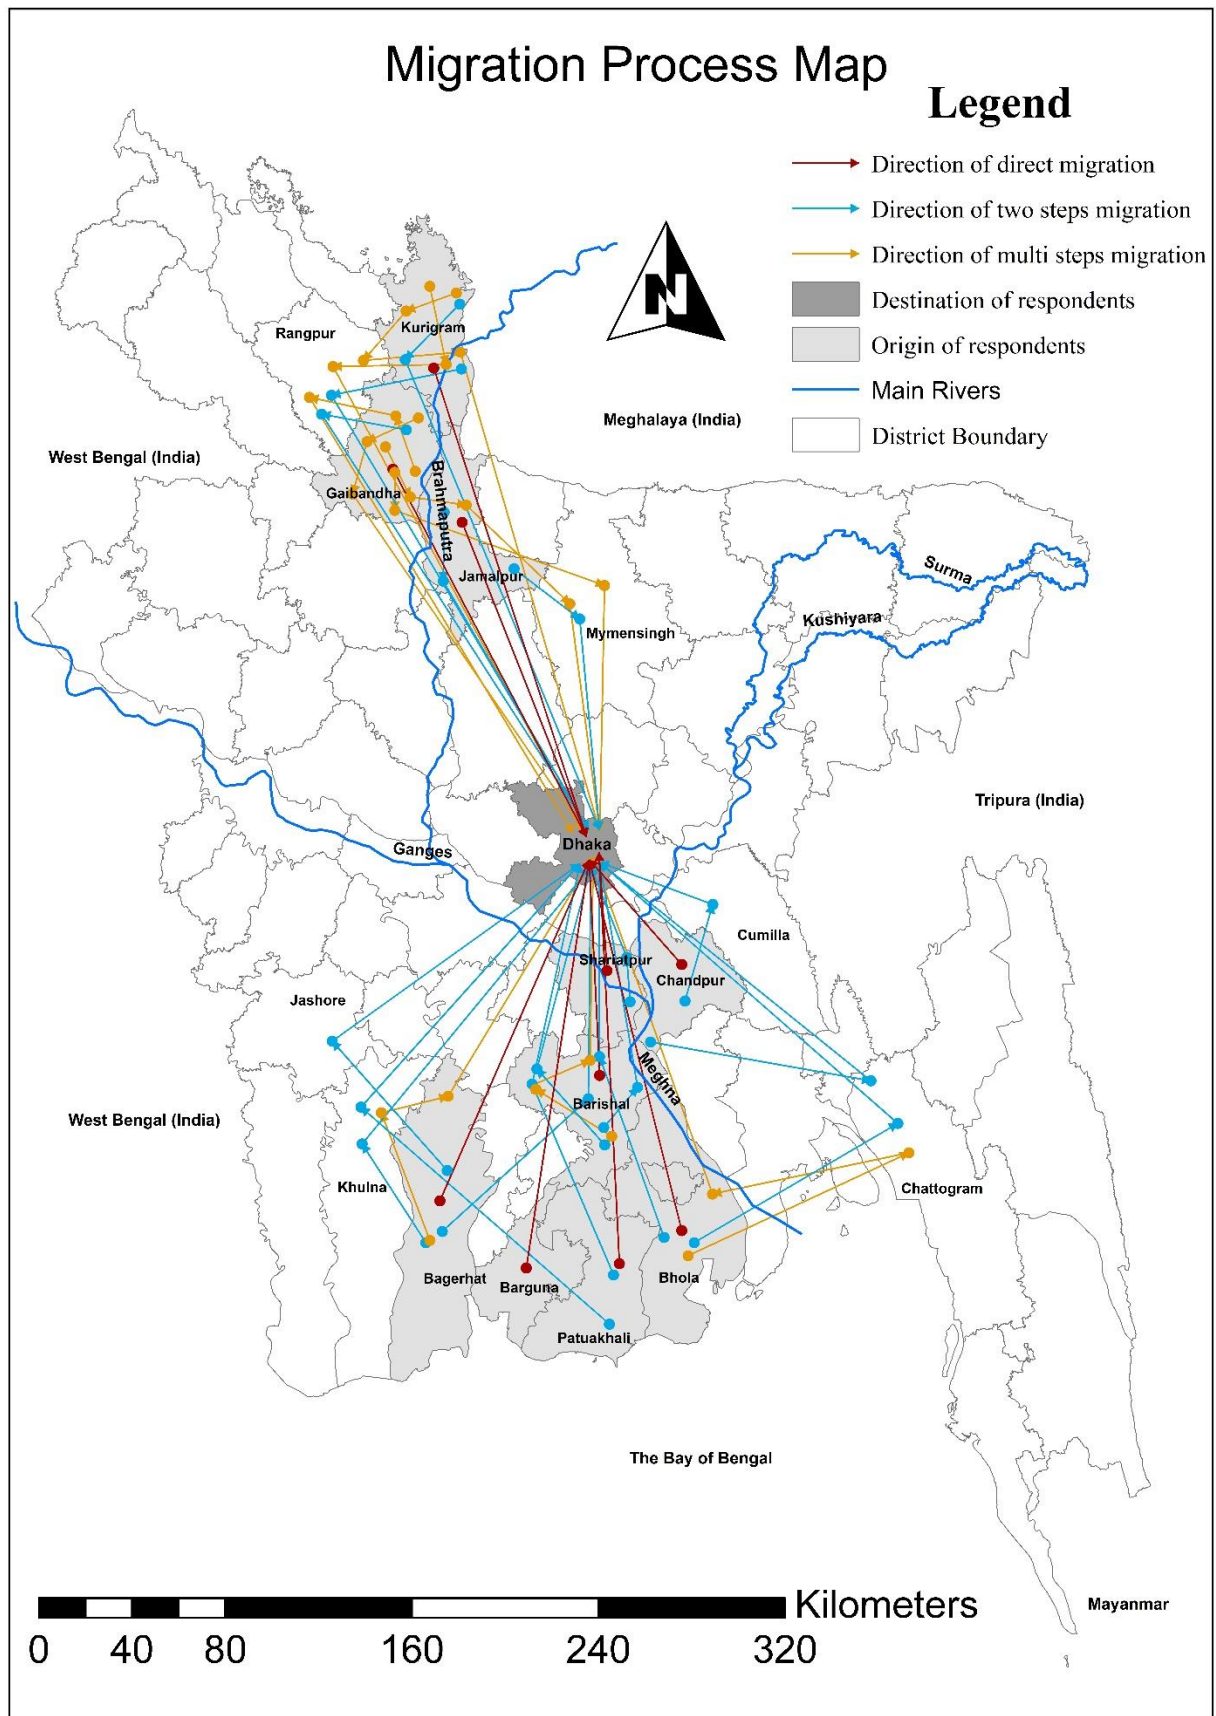 Migration Process Map
Legend
Direction of direct migration
Direction of two steps migration
Direction of multi steps migration
Destination of respondents
Origin of respondents
Main Rivers
District Boundary
N
Rangpur
Kurigram
Meghalaya (India)
West Bengal (India)
Gaibandha
Brahmaputra
Jamalpur
Surma
Kushiyara
Mymensingh
Tripura (India)
Ganges
Dhaka
Cumilla
Shariatpur
Chandpur
Jashore
Meghna
Barishal
West Bengal (India)
Khulna
Chattogram
Bagerhat
Barguna
Bhola
Patuakhali
The Bay of Bengal
Mayanmar
Kilometers
0 40 80 160 240 320